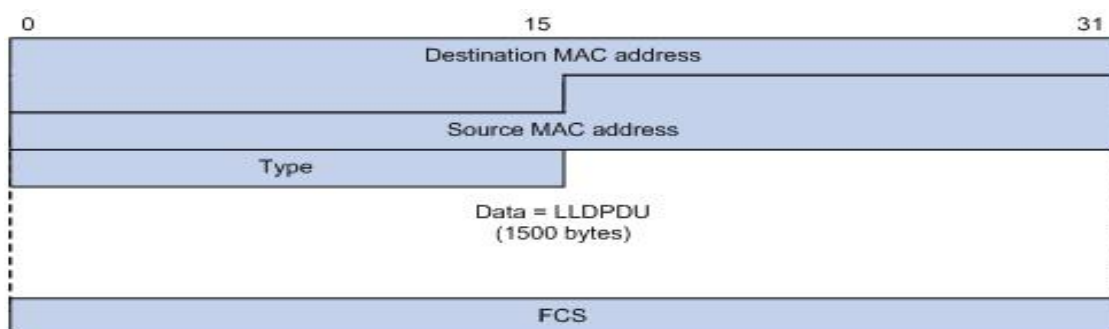 0 15 31
Destination MAC address
Source MAC address
Type
Data = LLDPDU
(1500 bytes)
FCS